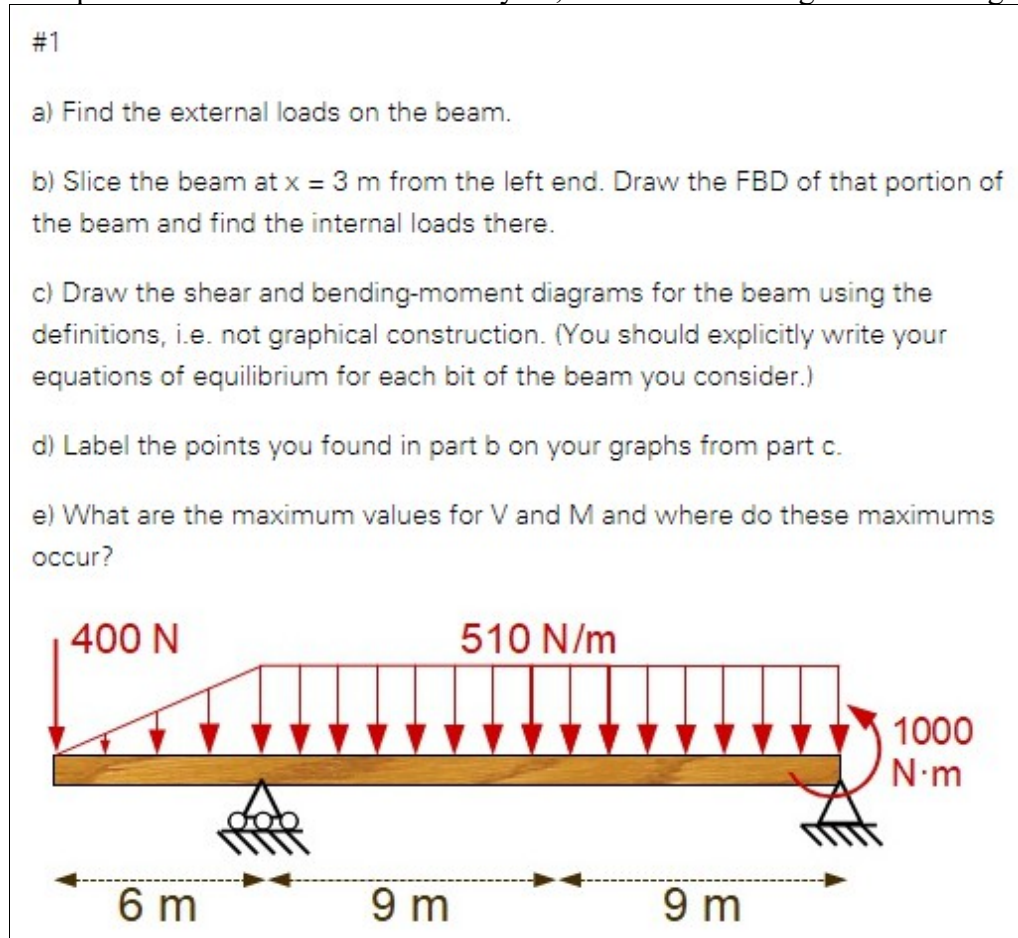 #1
a) Find the external loads on the beam.
b) Slice the beam at x = 3 m from the left end. Draw the FBD of that portion of
the beam and find the internal loads there.
c) Draw the shear and bending-moment diagrams for the beam using the
definitions, i.e. not graphical construction. (You should explicitly write your
equations of equilibrium for each bit of the beam you consider.)
d) Label the points you found in part b on your graphs from part c.
e) What are the maximum values for V and M and where do these maximums
occur?
400 N
510 N/m
1000
N·m
6 m
9 m
9 m